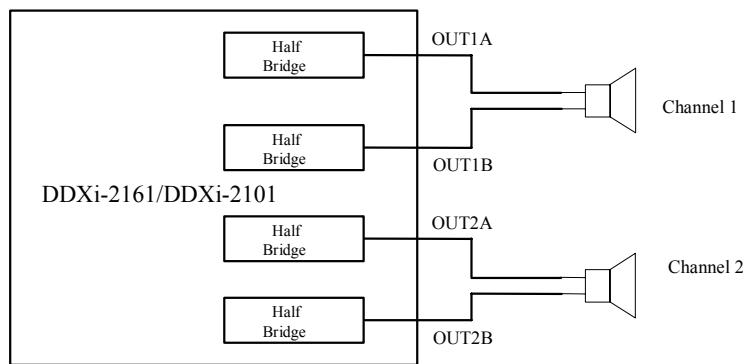 Half
Bridge
OUT1A
Channel 1
Half
Bridge
OUT1B
DDXi-2161/DDXi-2101
Half
Bridge
OUT2A
Channel 2
Half
Bridge
OUT2B